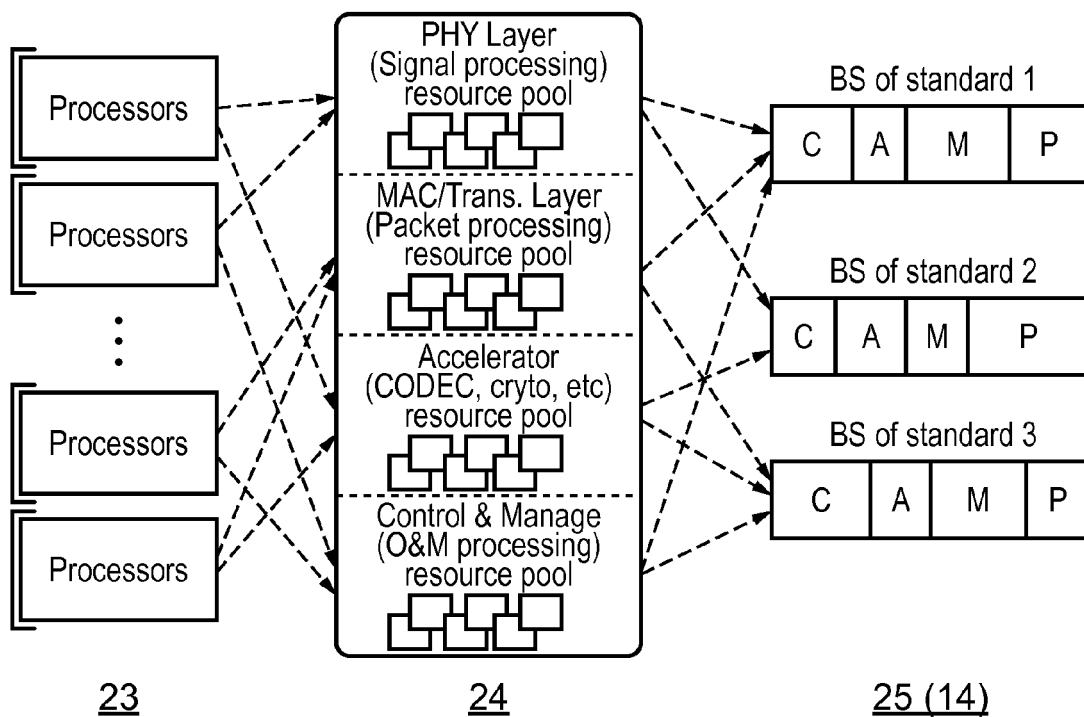 Processors
Processors
Processors
Processors
23
PHY Layer
(Signal processing)
resource pool
MAC/Trans. Layer
(Packet processing)
resource pool
Accelerator
(CODEC, cryto, etc)
resource pool
Control & Manage
(O&M processing)
resource pool
24
BS of standard 1
C A M P
BS of standard 2
C A M P
BS of standard 3
C A M P
25 (14)